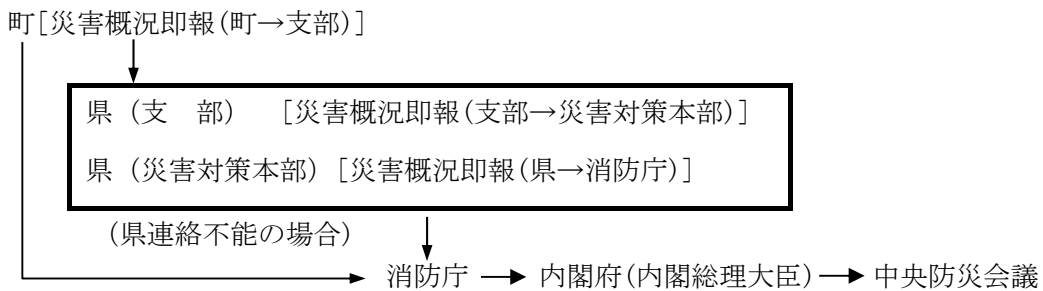 町[災害概況即報(町→支部)]
県（支　部）　[災害概況即報(支部→災害対策本部)]
県（災害対策本部）[災害概況即報(県→消防庁)]
(県連絡不能の場合)
消防庁 → 内閣府(内閣総理大臣) → 中央防災会議